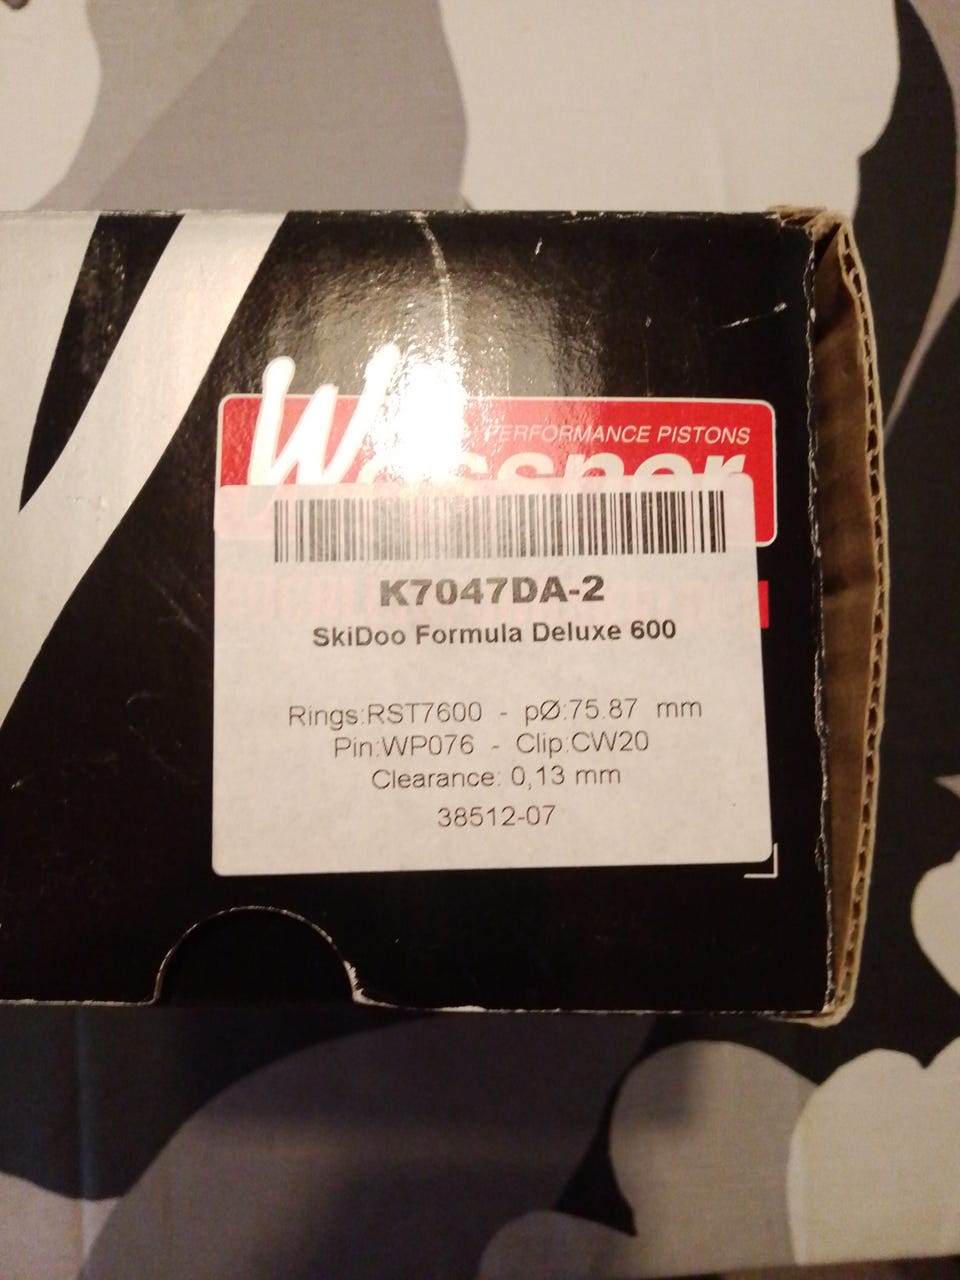 PERFORMANCE PISTONS
Wossner
K7047DA-2
SkiDoo Formula Deluxe 600
Rings:RST7600 - pØ:75.87 mm
Pin:WP076 - Clip:CW20
Clearance: 0,13 mm
38512-07